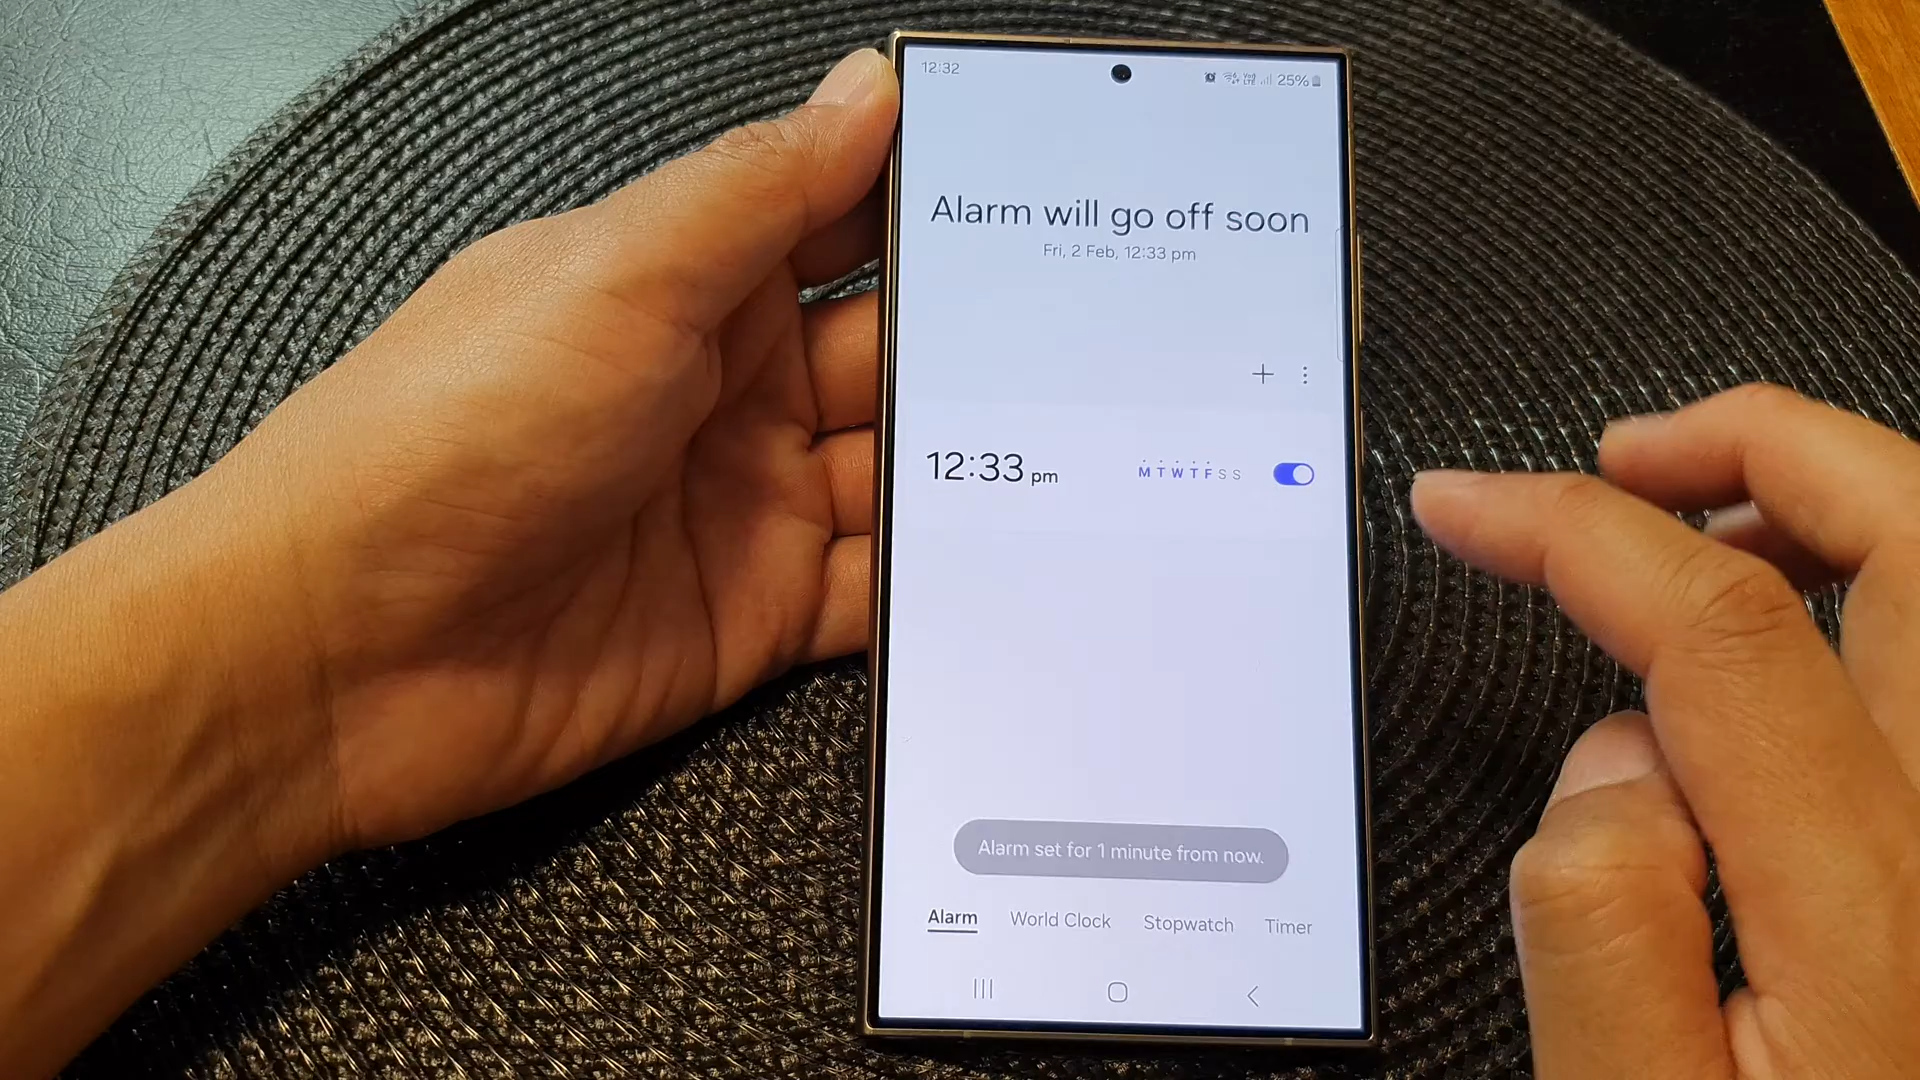 12:32
25%
Alarm will go off soon
Fri, 2 Feb, 12:33 pm
12:33 pm
M T W T F S S
Alarm set for 1 minute from now.
Alarm World Clock Stopwatch Timer